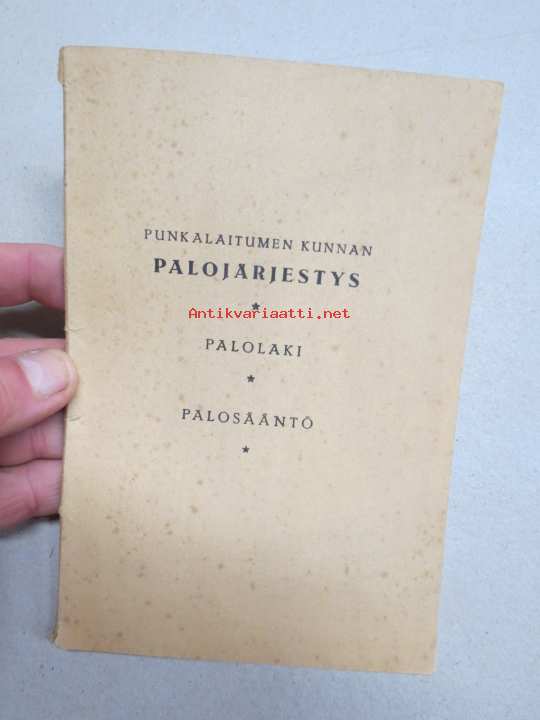 PUNKALAITUMEN KUNNAN
PALOJÄRJESTYS
Antikvariaatti.net
PALOLAKI
PALOSÄÄNTÖ